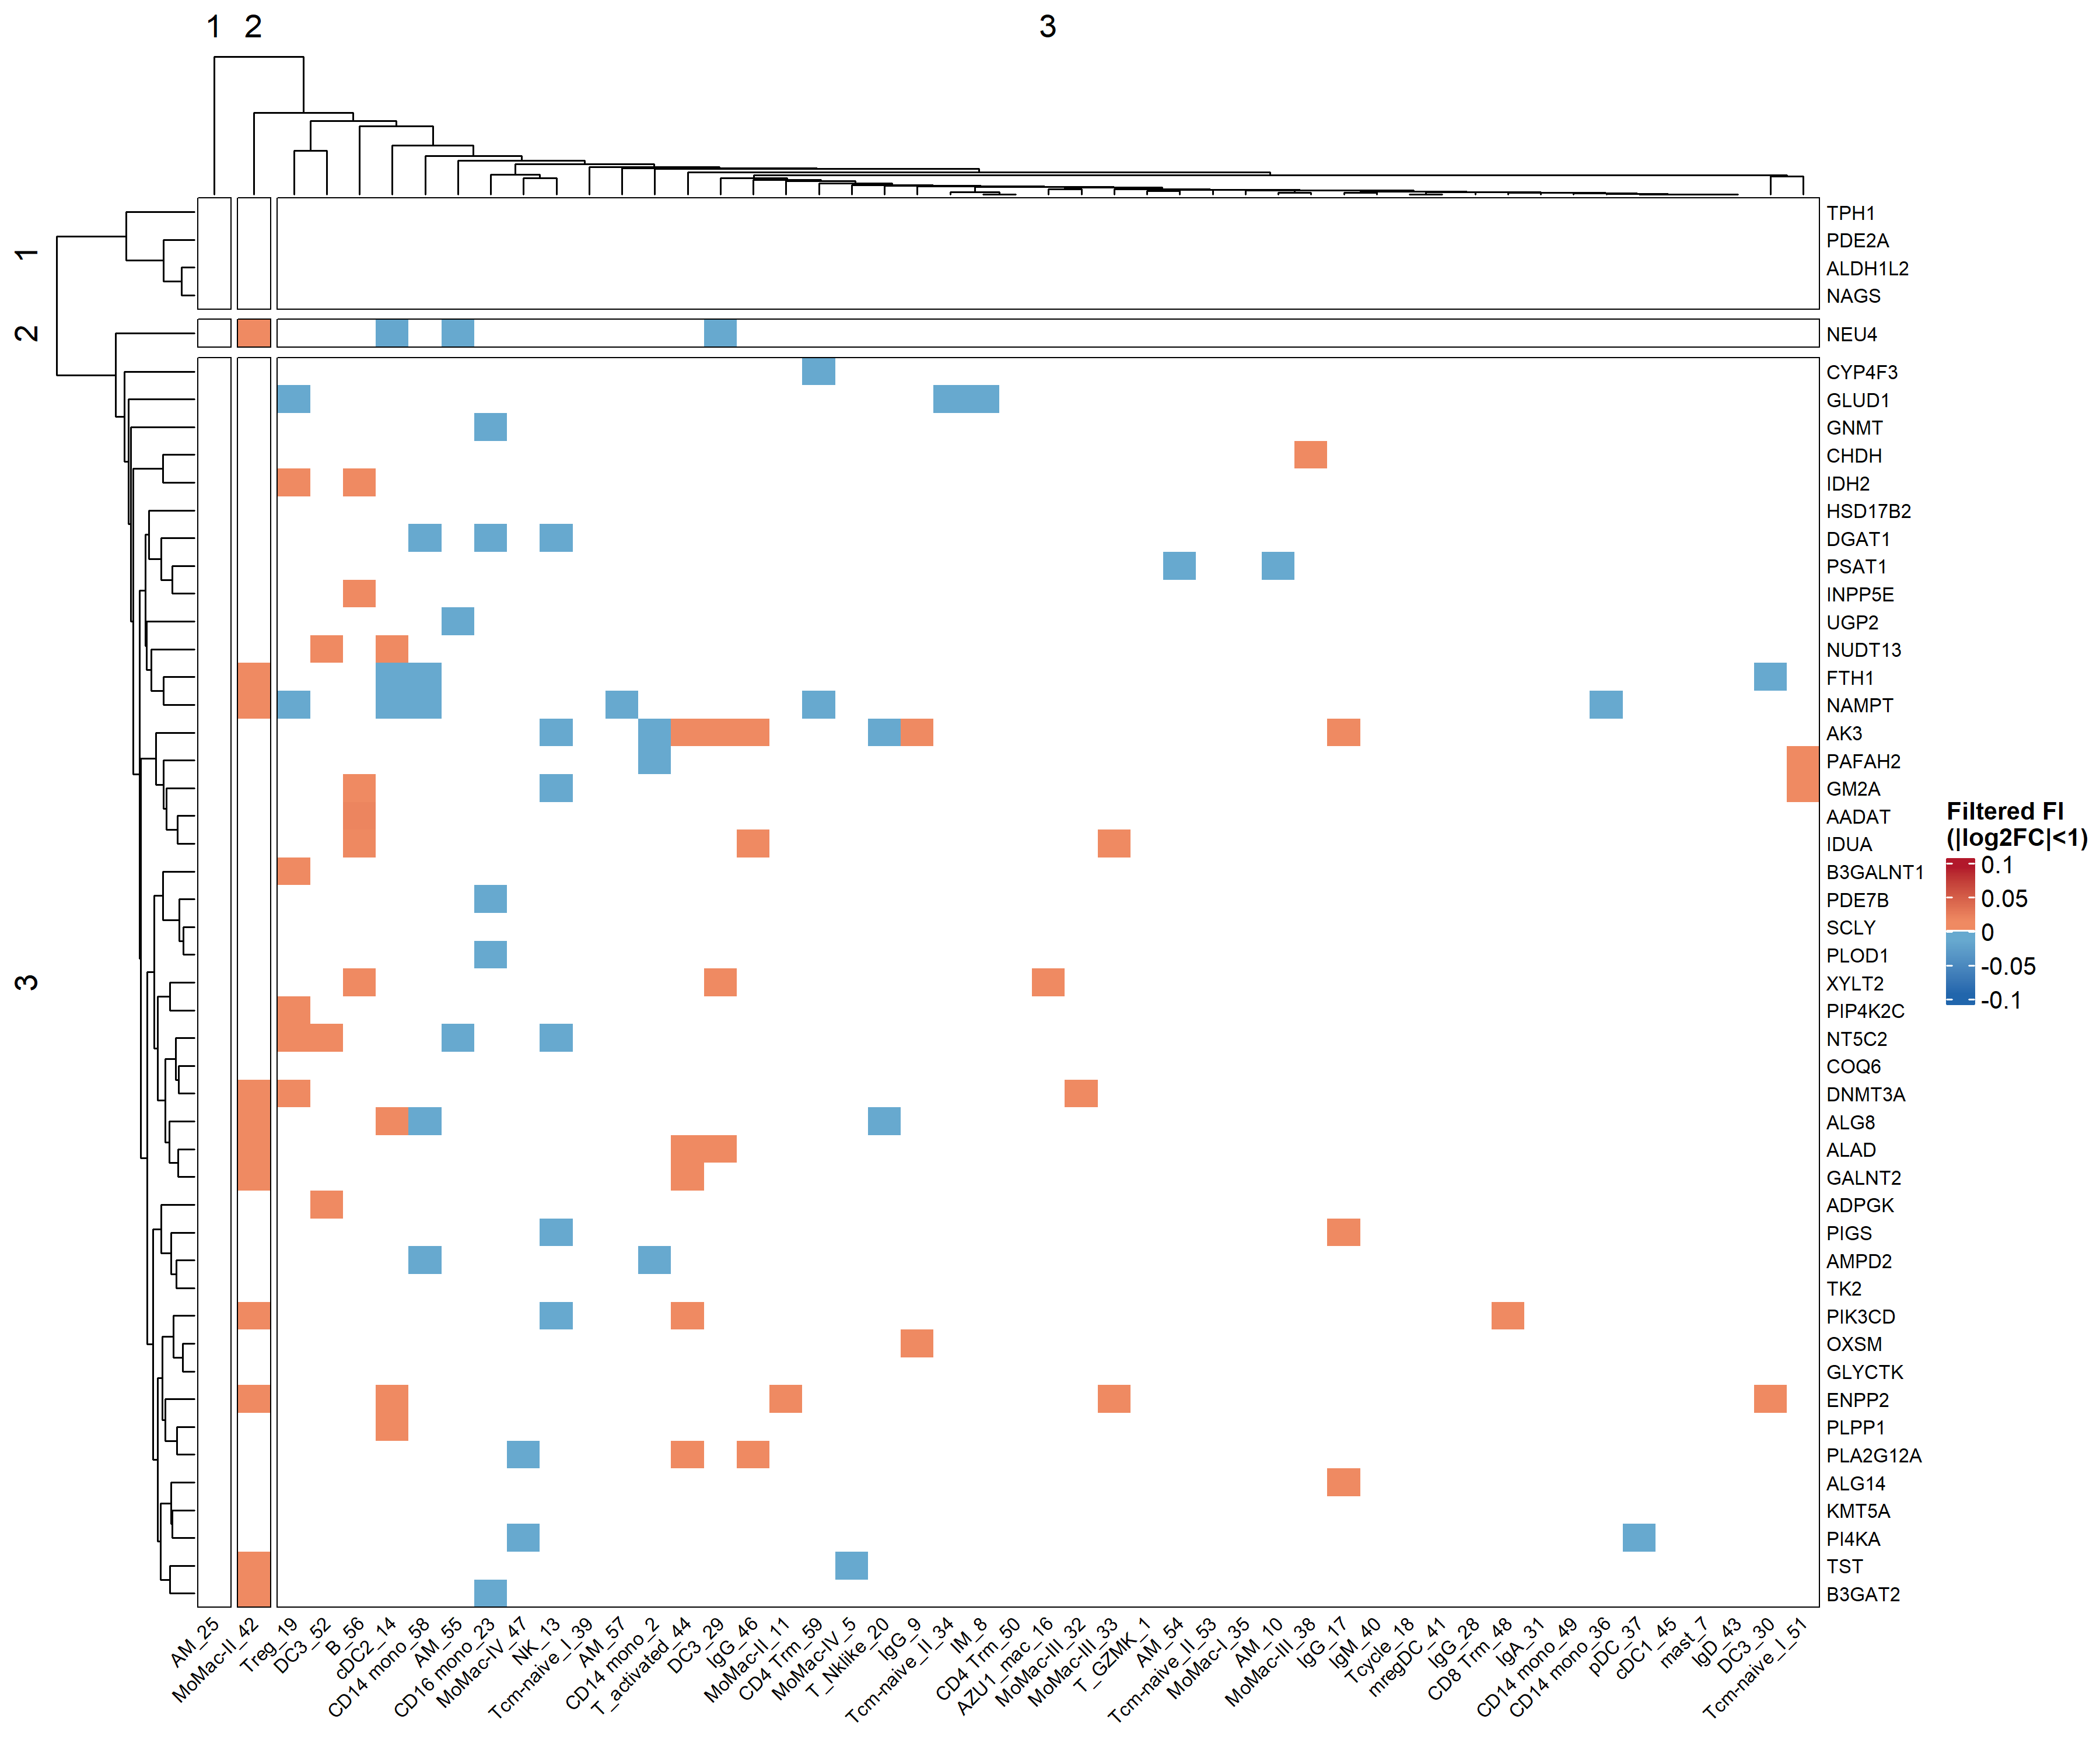 1 2 3
1
2
3
TPH1
PDE2A
ALDH1L2
NAGS
NEU4
CYP4F3
GLUD1
GNMT
CHDH
IDH2
HSD17B2
DGAT1
PSAT1
INPP5E
UGP2
NUDT13
FTH1
NAMPT
AK3
PAFAH2
GM2A
AADAT
IDUA
B3GALNT1
PDE7B
SCLY
PLOD1
XYLT2
PIP4K2C
NT5C2
COQ6
DNMT3A
ALG8
ALAD
GALNT2
ADPGK
PIGS
AMPD2
TK2
PIK3CD
OXSM
GLYCTK
ENPP2
PLPP1
PLA2G12A
ALG14
KMT5A
PI4KA
TST
B3GAT2
Filtered FI
(|log2FC|<1)
0.1
0.05
0
-0.05
-0.1
AM_25
MoMac-II_42
Treg_19
DC3_52
B_56
cDC2_14
CD14 mono_58
AM_55
CD16 mono_23
MoMac-IV_47
NK_13
Tcm-naive_I_39
AM_57
CD14 mono_2
T_activated_44
DC3_29
IgG_46
MoMac-II_11
CD4 Trm_59
MoMac-IV_5
T_Nklike_20
IgG_9
Tcm-naive_II_34
IM_8
CD4 Trm_50
AZU1_mac_16
MoMac-III_32
MoMac-III_33
T_GZMK_1
AM_54
Tcm-naive_II_53
MoMac-I_35
AM_10
MoMac-III_38
IgG_17
IgM_40
Tcycle_18
mregDC_41
IgG_28
CD8 Trm_48
IgA_31
CD14 mono_49
CD14 mono_36
pDC_37
cDC1_45
mast_7
IgD_43
DC3_30
Tcm-naive_I_51